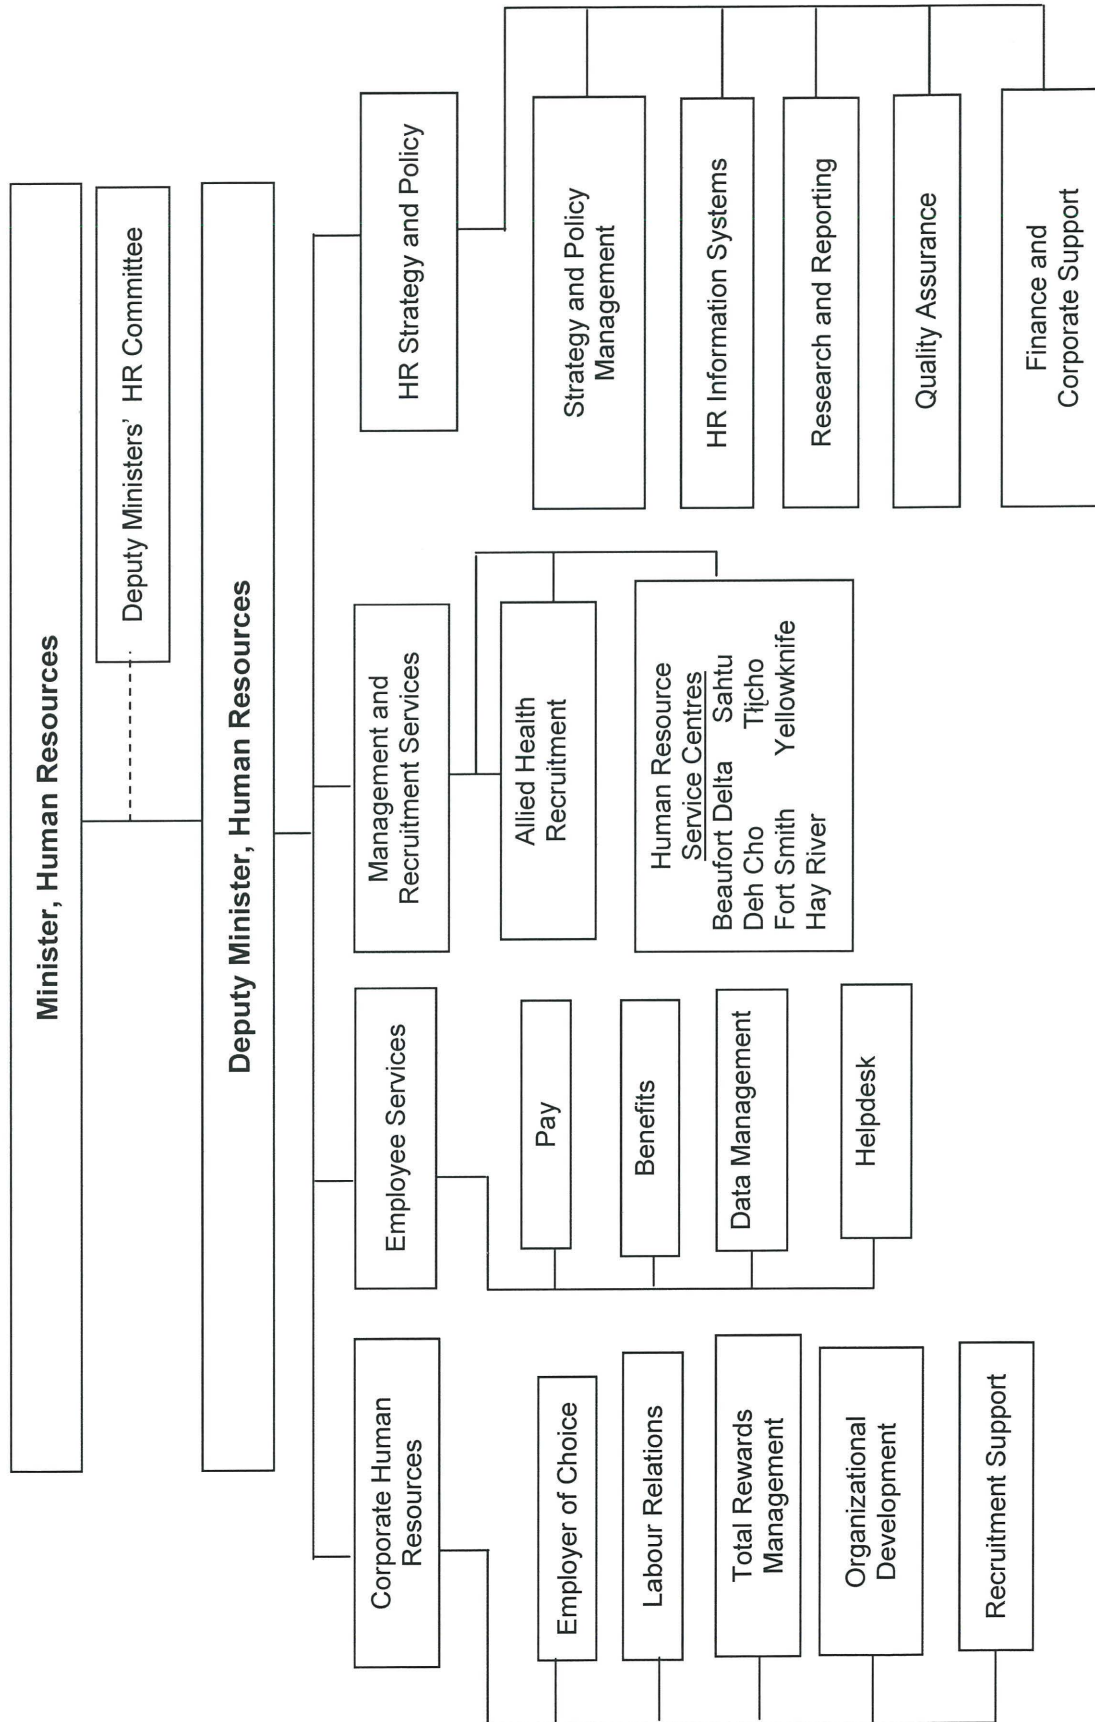 Minister, Human Resources
Deputy Ministers’ HR Committee
Deputy Minister, Human Resources
Corporate Human
Resources
Employer of Choice
Labour Relations
Total Rewards
Management
Organizational
Development
Recruitment Support
Employee Services
Pay
Benefits
Data Management
Helpdesk
Management and
Recruitment Services
Allied Health
Recruitment
Human Resource
Service Centres
Beaufort Delta Sahtu
Deh Cho Tłįcho
Fort Smith Yellowknife
Hay River
HR Strategy and Policy
Strategy and Policy
Management
HR Information Systems
Research and Reporting
Quality Assurance
Finance and
Corporate Support